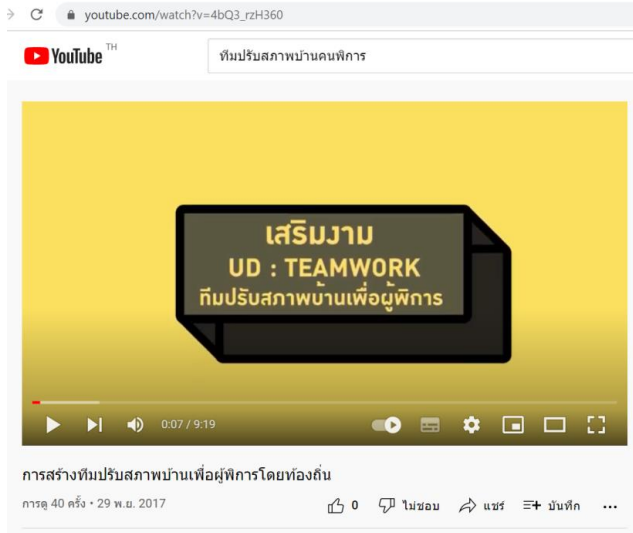 youtube.com/watch?v=4bQ3_rzH360
YouTube TH
ทีมปรับสภาพบ้านคนพิการ
เสริมงาม
UD : TEAMWORK
ทีมปรับสภาพบ้านเพื่อผู้พิการ
0:07 / 9:19
การสร้างทีมปรับสภาพบ้านเพื่อผู้พิการโดยท้องถิ่น
การดู 40 ครั้ง • 29 พ.ย. 2017
0 ไม่ชอบ แชร์ บันทึก